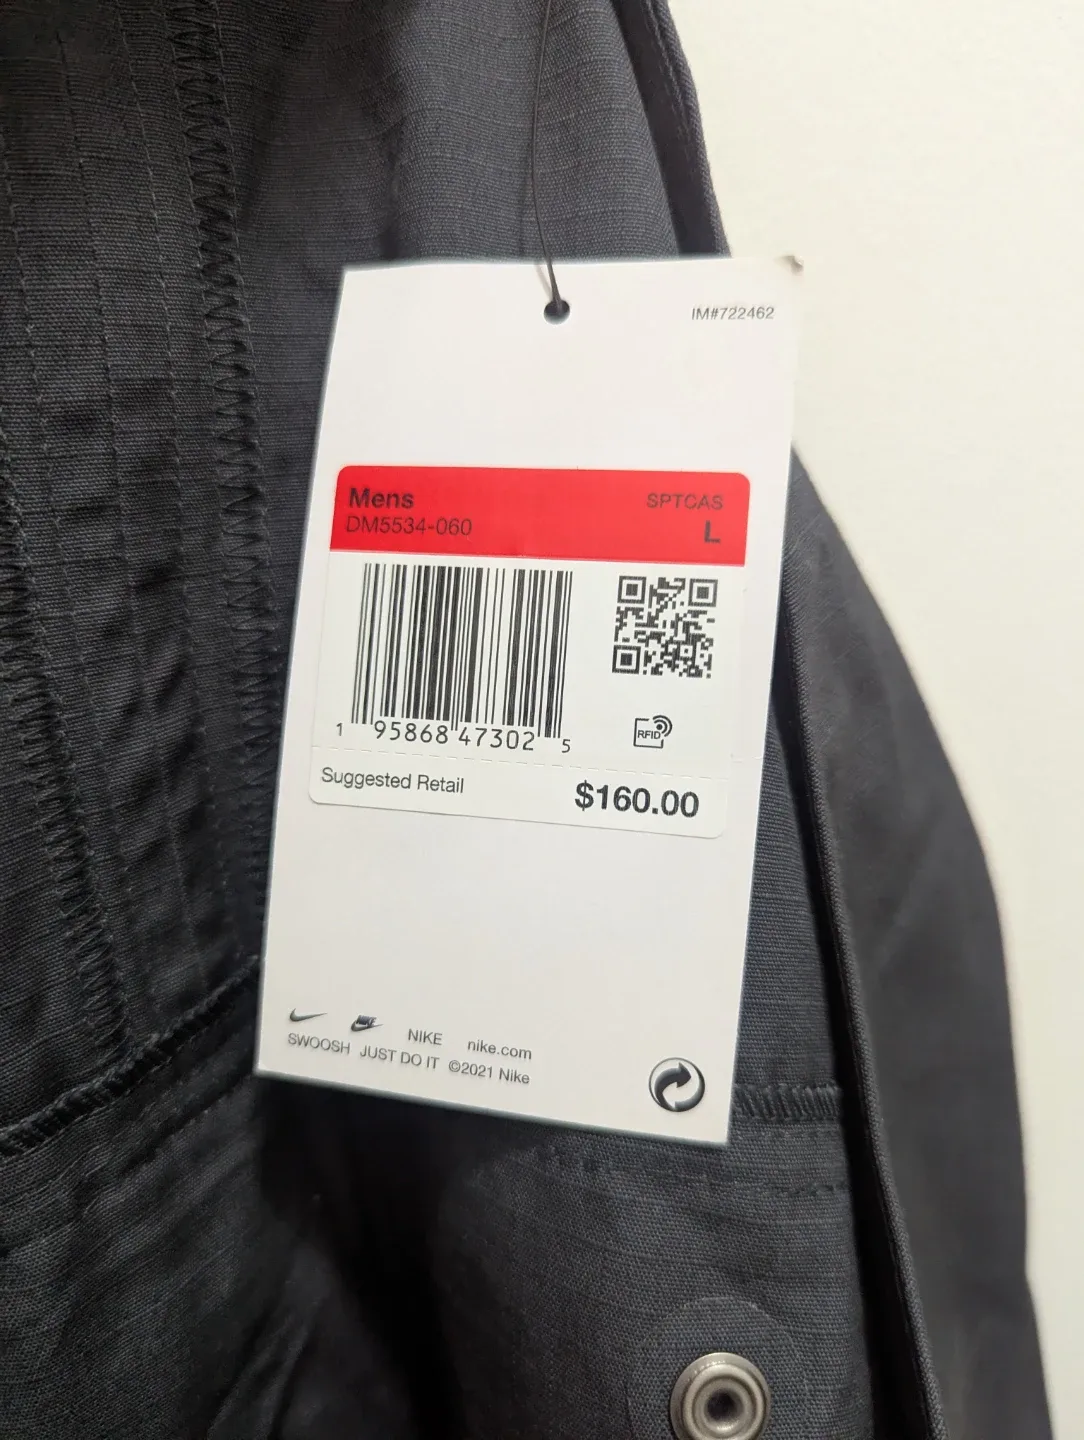 IM#722462
Mens SPTCAS
DM5534-060 L
1 95868 47302 5
RFID
Suggested Retail $160.00
NIKE nike.com
SWOOSH JUST DO IT ©2021 Nike